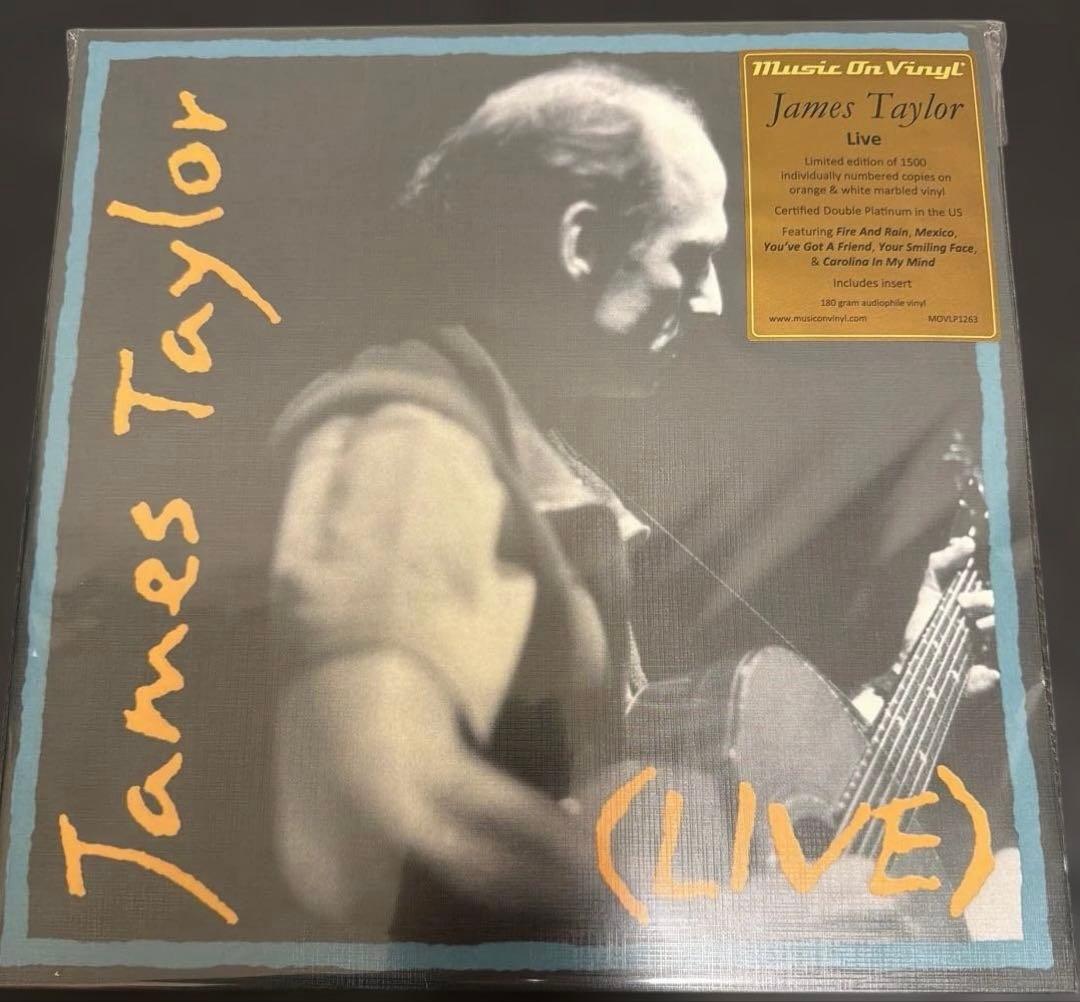 James Taylor
(LIVE)
Music On Vinyl
James Taylor
Live
Limited edition of 1500
individually numbered copies on
orange & white marbled vinyl
Certified Double Platinum in the US
Featuring Fire And Rain, Mexico,
You've Got A Friend, Your Smiling Face,
& Carolina In My Mind
Includes insert
180 gram audiophile vinyl
www.musiconvinyl.com MOVLP1263